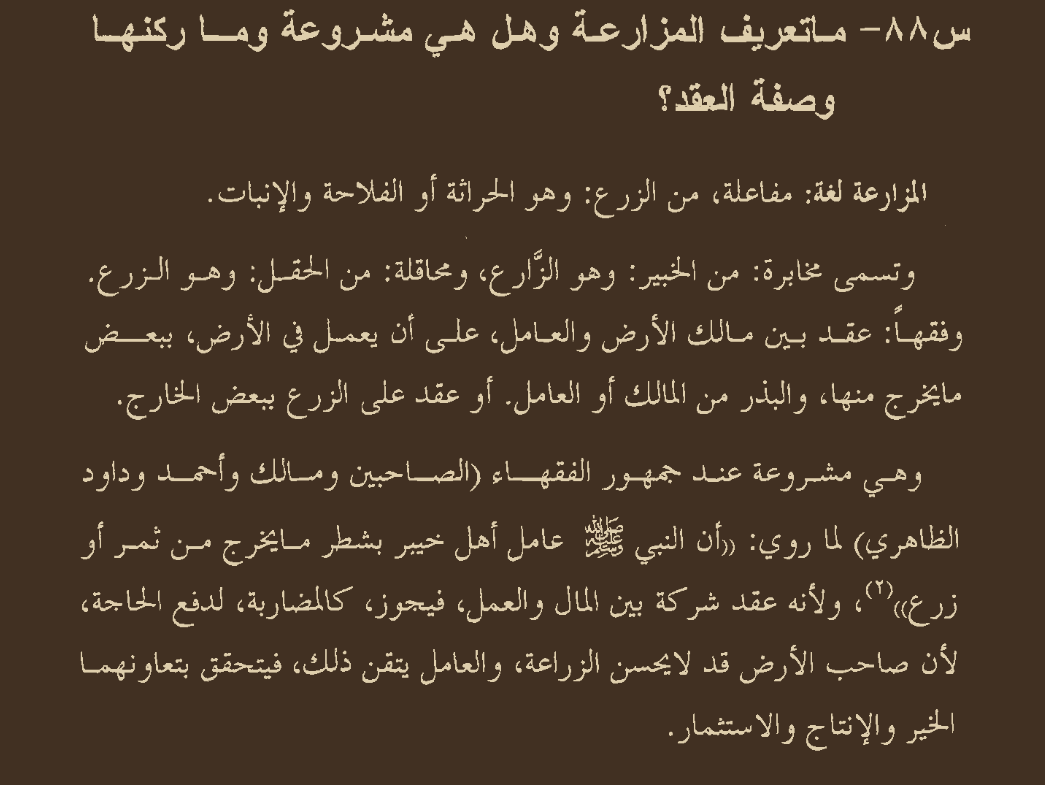 س٨٨- ماتعريف المزارعة وهل هي مشروعة وما ركنها
وصفة العقد؟
المزارعة لغة: مفاعلة، من الزرع: وهو الحراثة أو الفلاحة والإنبات.
وتسمى مخابرة: من الخبير: وهو الزَّارع، ومحاقلة: من الحقل: وهو الزرع.
وفقهاً: عقد بين مالك الأرض والعامل، على أن يعمل في الأرض، ببعض
مايخرج منها، والبذر من المالك أو العامل. أو عقد على الزرع ببعض الخارج.
وهي مشروعة عند جمهور الفقهاء (الصاحبين ومالك وأحمد وداود
الظاهري) لما روي: ((أن النبي ﷺ عامل أهل خيبر بشطر مايخرج من ثمر أو
زرع))(٢)، ولأنه عقد شركة بين المال والعمل، فيجوز، كالمضاربة، لدفع الحاجة،
لأن صاحب الأرض قد لايحسن الزراعة، والعامل يتقن ذلك، فيتحقق بتعاونهما
الخير والإنتاج والاستثمار.